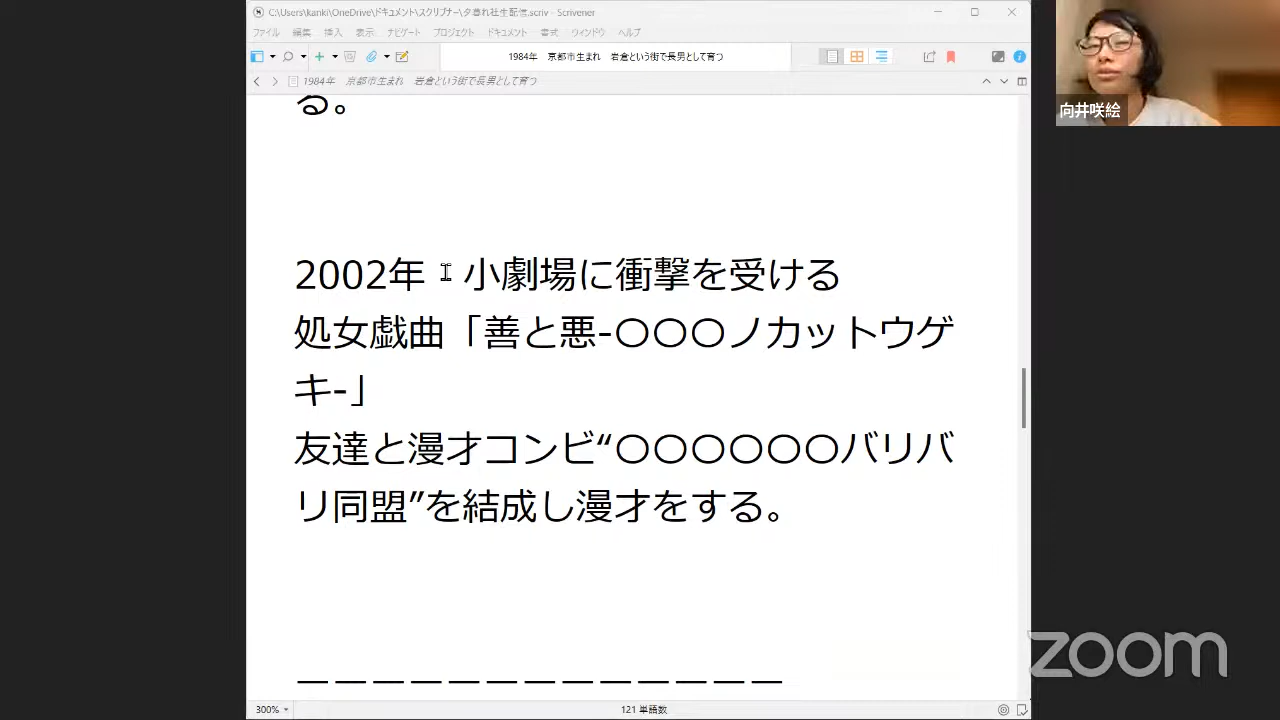 C:\Users\kanki\OneDrive\ドキュメント\スクリプナー\夕暮れ社生配信.scriv - Scrivener
ファイル 編集 挿入 表示 ナビゲート プロジェクト ドキュメント 書式 ウィンドウ ヘルプ
1984年 京都市生まれ 岩倉という街で長男として育つ
1984年 京都市生まれ 岩倉という街で長男として育つ
る。
2002年 小劇場に衝撃を受ける
処女戯曲「善と悪-〇〇〇ノカットウゲ
キ-」
友達と漫才コンビ“〇〇〇〇〇〇バリバ
リ同盟”を結成し漫才をする。
ーーーーーーーーーーーーー
300%
121 単語数
向井咲絵
zoom